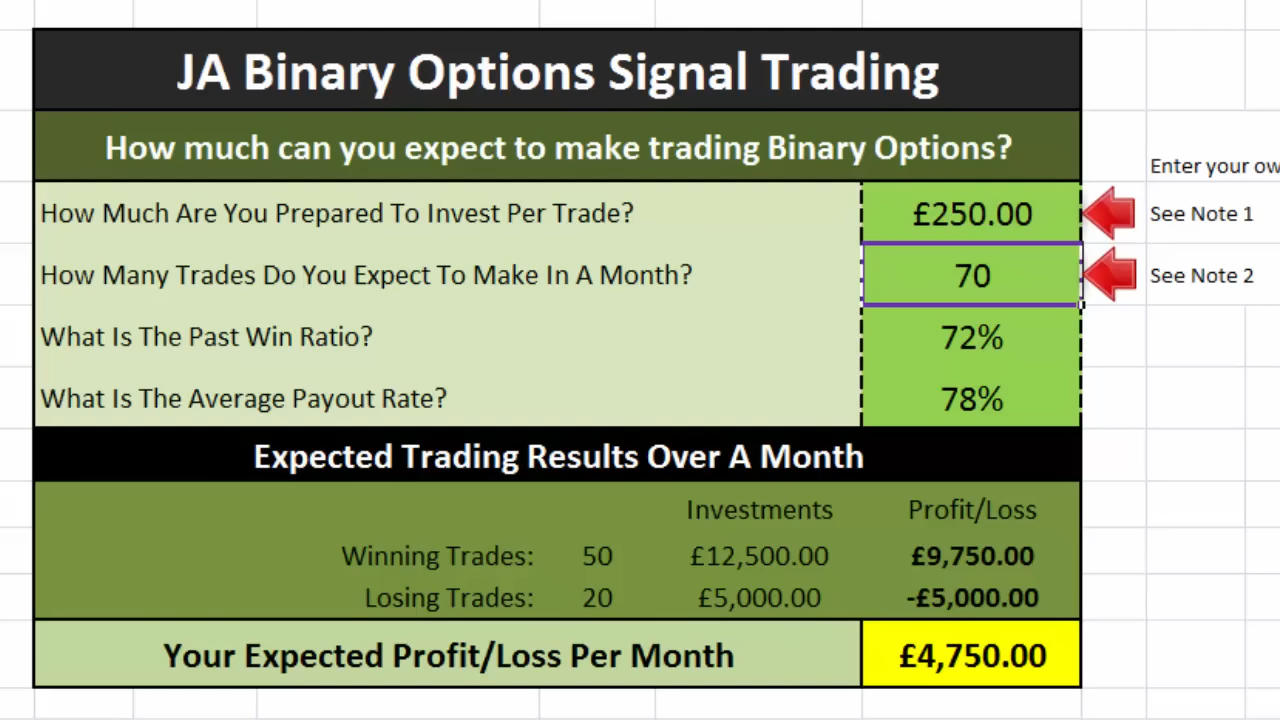 JA Binary Options Signal Trading
How much can you expect to make trading Binary Options?
Enter your
How Much Are You Prepared To Invest Per Trade? £250.00 See Note 1
How Many Trades Do You Expect To Make In A Month? 70 See Note 2
What Is The Past Win Ratio? 72%
What Is The Average Payout Rate? 78%
Expected Trading Results Over A Month
Investments Profit/Loss
Winning Trades: 50 £12,500.00 £9,750.00
Losing Trades: 20 £5,000.00 -£5,000.00
Your Expected Profit/Loss Per Month £4,750.00